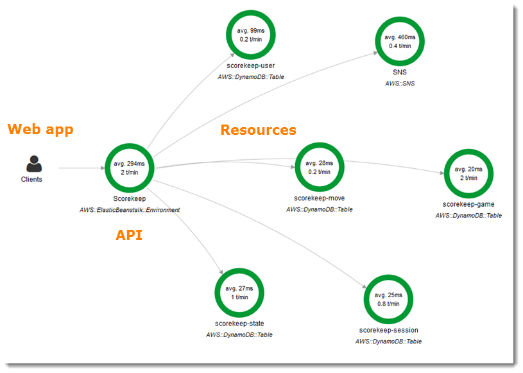 avg. 99ms
0.2 t/min
scorekeep-user
AWS::DynamoDB::Table
avg. 460ms
0.4 t/min
SNS
AWS::SNS
Web app
Resources
Clients
avg. 294ms
2 t/min
Scorekeep
AWS::ElasticBeanstalk::Environment
avg. 28ms
0.2 t/min
scorekeep-move
AWS::DynamoDB::Table
avg. 20ms
2 t/min
scorekeep-game
AWS::DynamoDB::Table
API
avg. 27ms
1 t/min
scorekeep-state
AWS::DynamoDB::Table
avg. 25ms
0.8 t/min
scorekeep-session
AWS::DynamoDB::Table